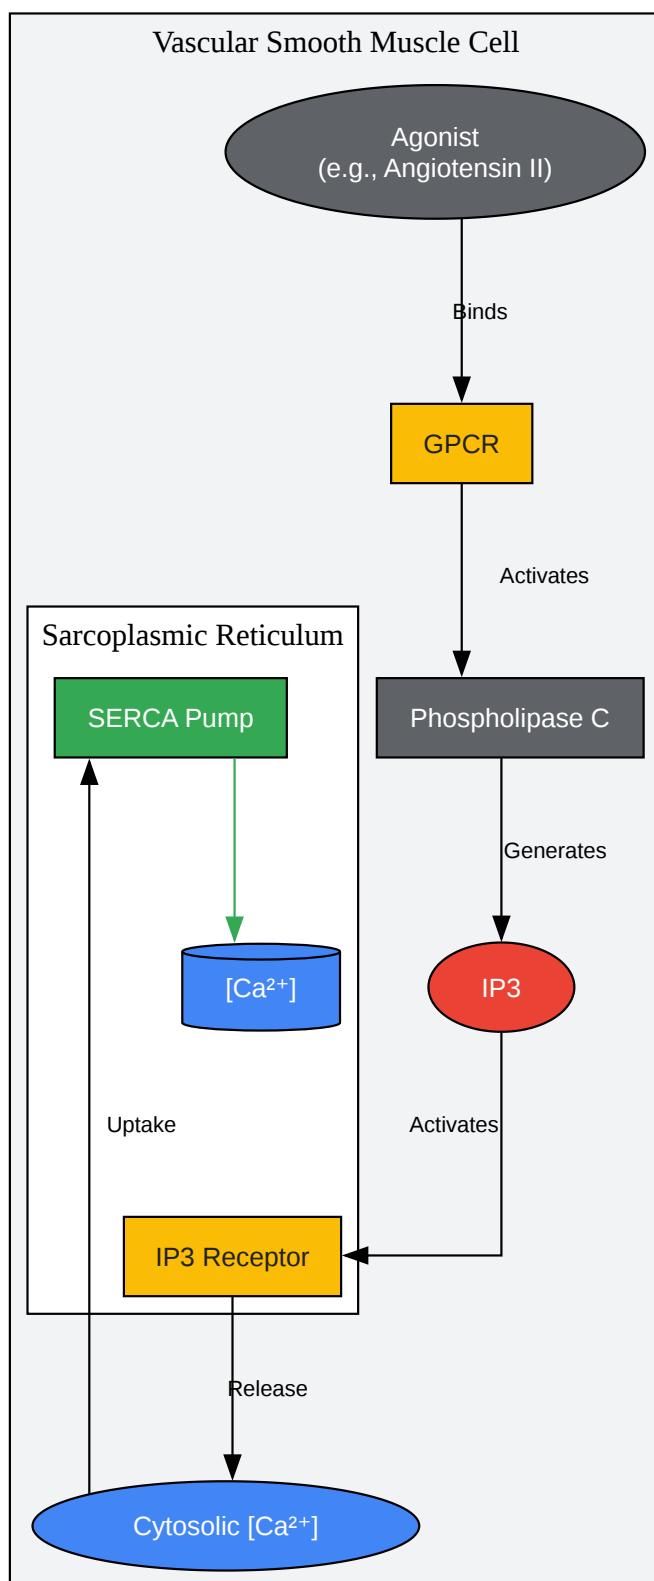 Vascular Smooth Muscle Cell
Agonist
(e.g., Angiotensin II)
Binds
GPCR
Activates
Sarcoplasmic Reticulum
SERCA Pump
Phospholipase C
Generates
[Ca²⁺]
IP3
Uptake
Activates
IP3 Receptor
Release
Cytosolic [Ca²⁺]